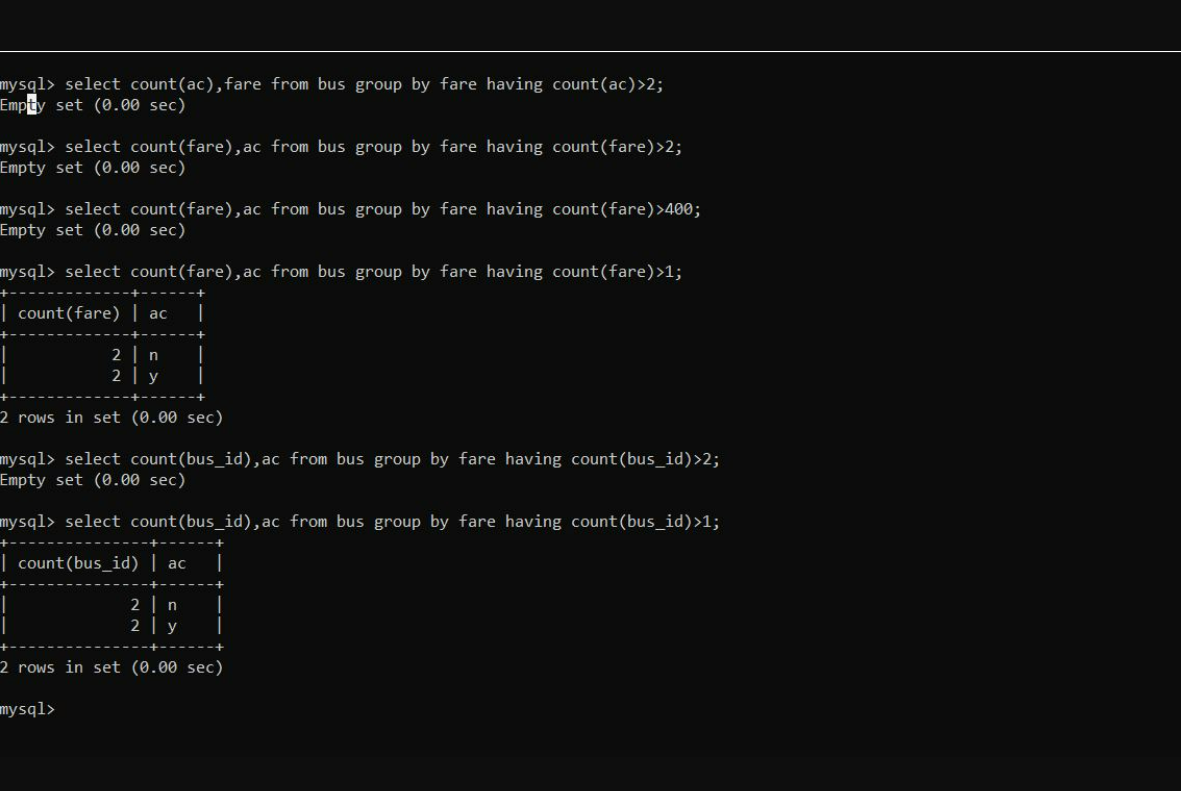 mysql> select count(ac),fare from bus group by fare having count(ac)>2;
Empty set (0.00 sec)
mysql> select count(fare),ac from bus group by fare having count(fare)>2;
Empty set (0.00 sec)
mysql> select count(fare),ac from bus group by fare having count(fare)>400;
Empty set (0.00 sec)
mysql> select count(fare),ac from bus group by fare having count(fare)>1;
+-------------+------+
| count(fare) | ac   |
+-------------+------+
|           2 | n    |
|           2 | y    |
+-------------+------+
2 rows in set (0.00 sec)
mysql> select count(bus_id),ac from bus group by fare having count(bus_id)>2;
Empty set (0.00 sec)
mysql> select count(bus_id),ac from bus group by fare having count(bus_id)>1;
+---------------+------+
| count(bus_id) | ac   |
+---------------+------+
|             2 | n    |
|             2 | y    |
+---------------+------+
2 rows in set (0.00 sec)
mysql>